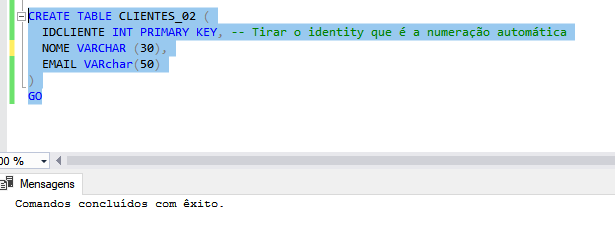 CREATE TABLE CLIENTES_02 (
IDCLIENTE INT PRIMARY KEY, -- Tirar o identity que é a numeração automática
NOME VARCHAR (30),
EMAIL VARchar(50)
)
GO
00 %
Mensagens
Comandos concluídos com êxito.